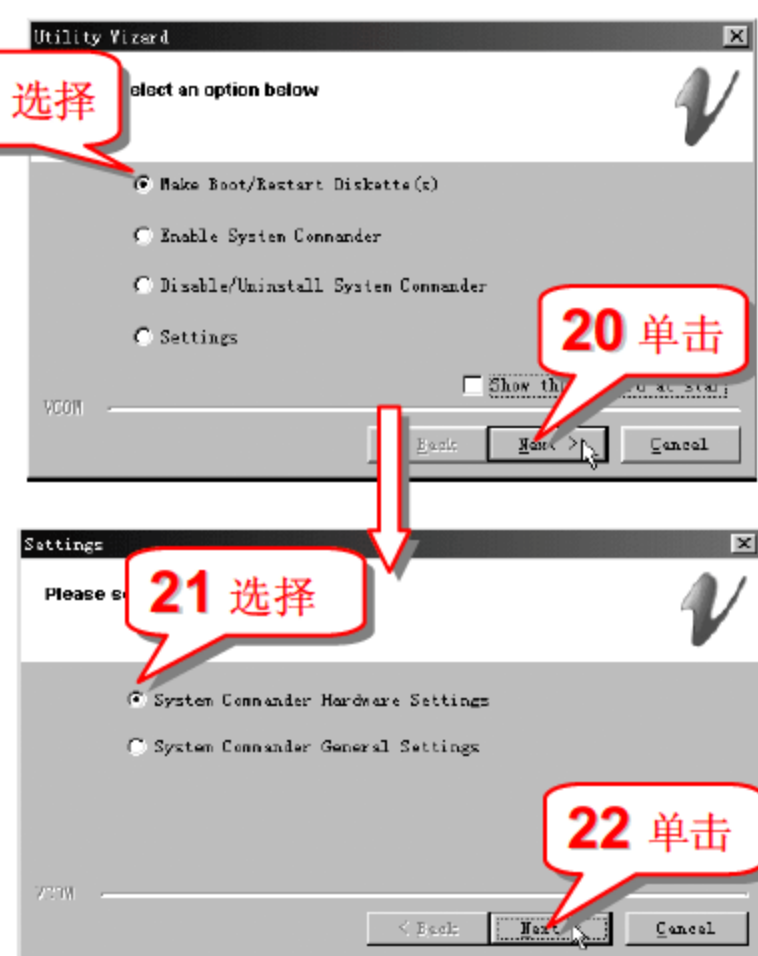 Utility Wizard
选择
elect an option below
Make Boot/Restart Diskette(s)
Enable System Commander
Disable/Uninstall System Commander
Settings
20 单击
Show th
at star
VCOM
Back
Next >
Cancel
Settings
21 选择
Please s
System Commander Hardware Settings
System Commander General Settings
22 单击
VCOM
< Back
Next
Cancel